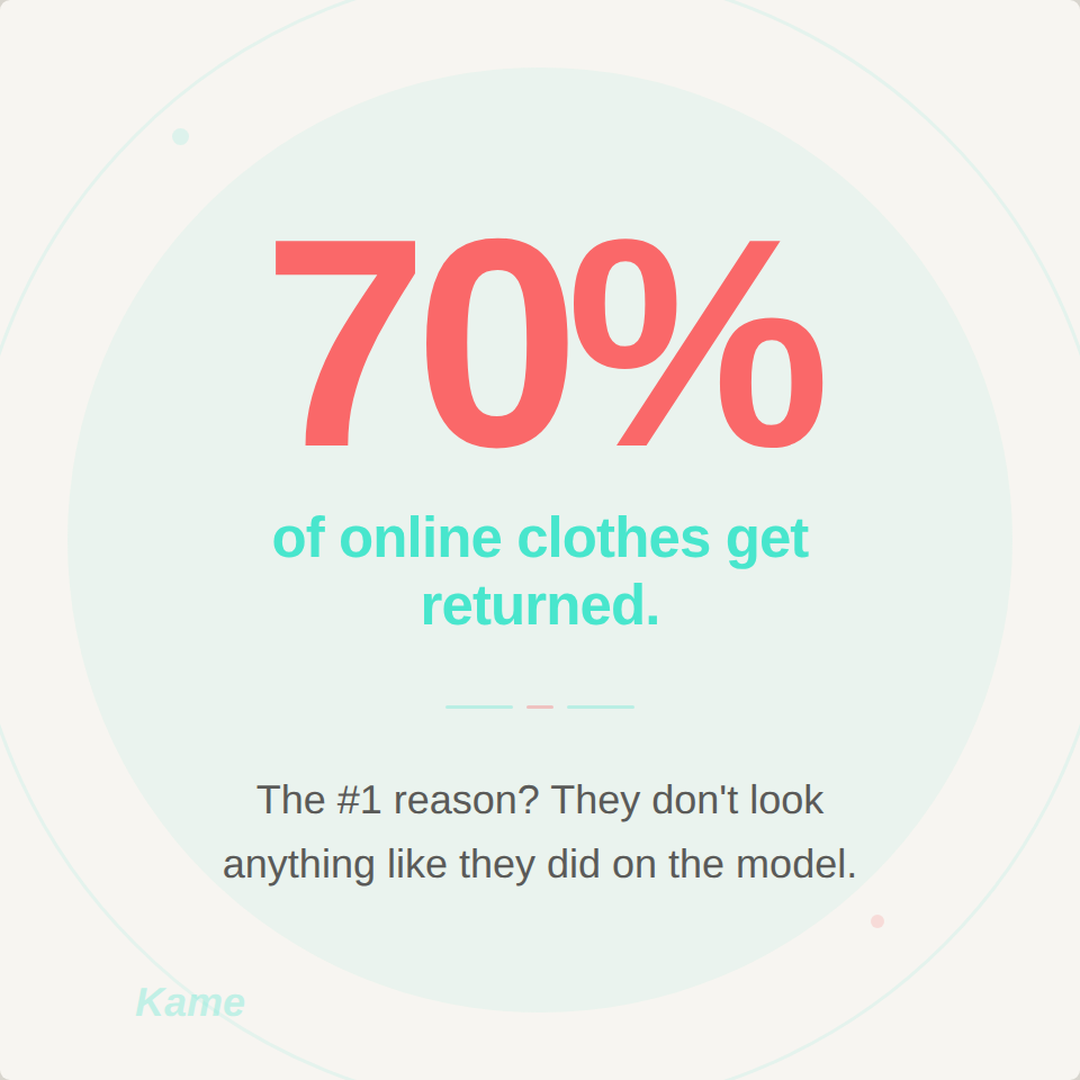 70%
of online clothes get
returned.
The #1 reason? They don't look
anything like they did on the model.
Kame